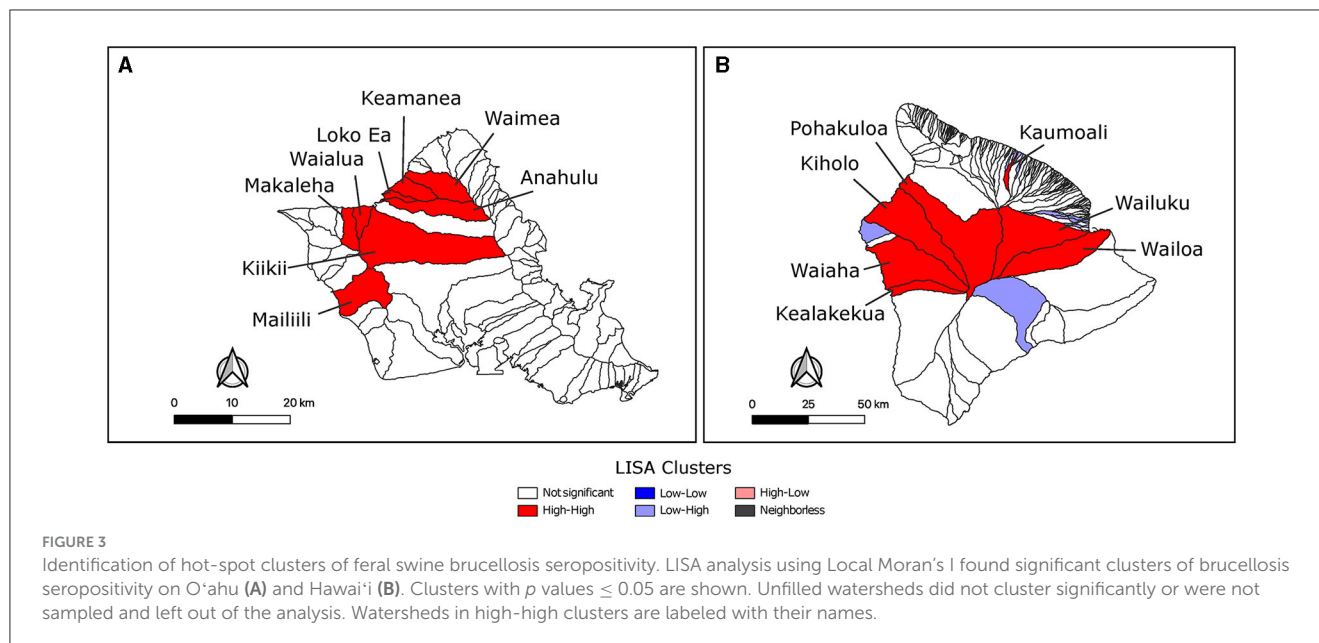 A
Keamanea
Waimea
Loko Ea
Waialua
Makaleha
Anahulu
Kiikii
Mailiili
0 10 20 km
B
Pohakuloa
Kaumoali
Kiholo
Wailuku
Wailoa
Waiaha
Kealakekua
0 25 50 km
LISA Clusters
Not significant Low-Low High-Low
High-High Low-High Neighborless
FIGURE 3
Identification of hot-spot clusters of feral swine brucellosis seropositivity. LISA analysis using Local Moran's I found significant clusters of brucellosis
seropositivity on Oʻahu (A) and Hawaiʻi (B). Clusters with p values ≤ 0.05 are shown. Unfilled watersheds did not cluster significantly or were not
sampled and left out of the analysis. Watersheds in high-high clusters are labeled with their names.